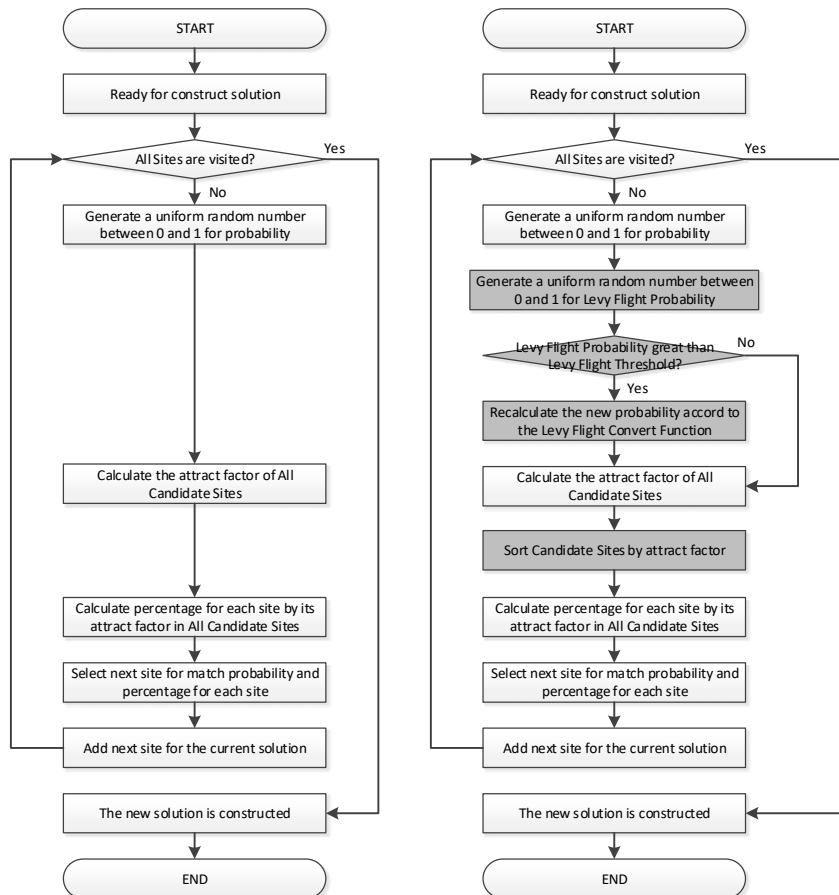 START
Ready for construct solution
All Sites are visited?
Yes
No
Generate a uniform random number
between 0 and 1 for probability
Calculate the attract factor of All
Candidate Sites
Calculate percentage for each site by its
attract factor in All Candidate Sites
Select next site for match probability and
percentage for each site
Add next site for the current solution
The new solution is constructed
END
START
Ready for construct solution
All Sites are visited?
Yes
No
Generate a uniform random number
between 0 and 1 for probability
Generate a uniform random number between
0 and 1 for Levy Flight Probability
Levy Flight Probability great than
Levy Flight Threshold?
No
Yes
Recalculate the new probability accord to
the Levy Flight Convert Function
Calculate the attract factor of All
Candidate Sites
Sort Candidate Sites by attract factor
Calculate percentage for each site by its
attract factor in All Candidate Sites
Select next site for match probability and
percentage for each site
Add next site for the current solution
The new solution is constructed
END